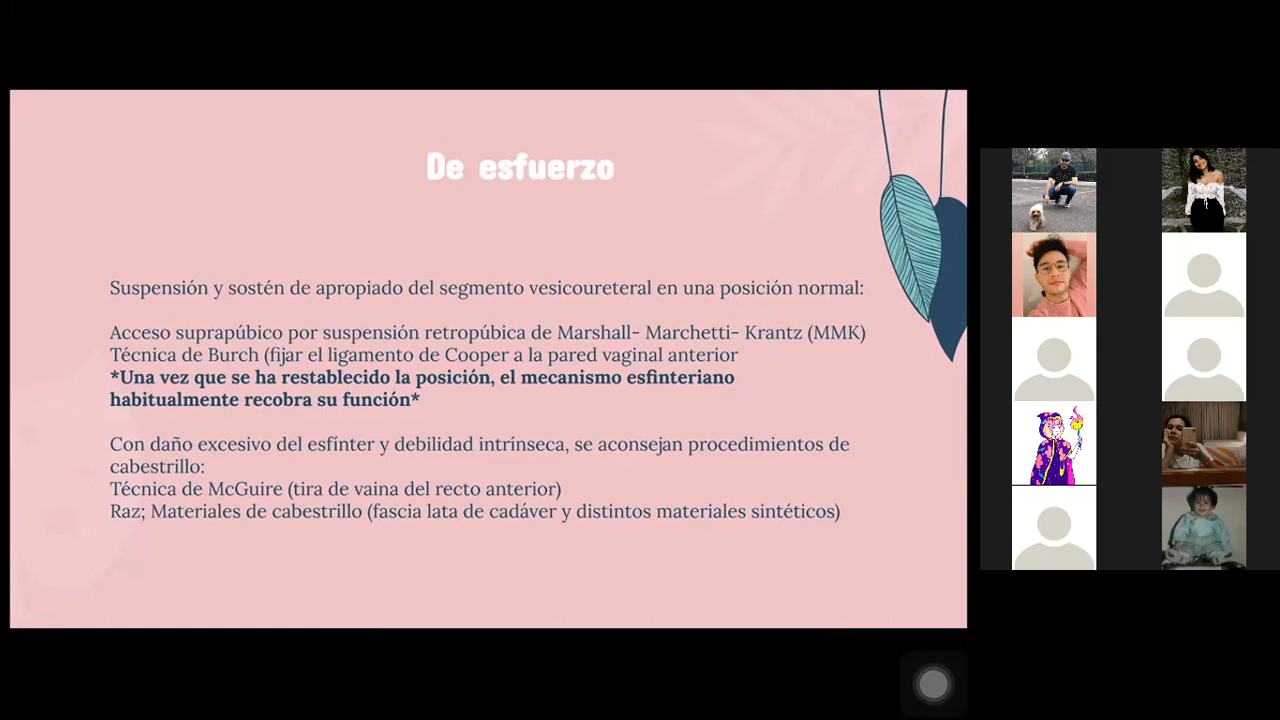 De esfuerzo
Suspensión y sostén de apropiado del segmento vesicoureteral en una posición normal:
Acceso suprapúbico por suspensión retropúbica de Marshall- Marchetti- Krantz (MMK)
Técnica de Burch (fijar el ligamento de Cooper a la pared vaginal anterior
*Una vez que se ha restablecido la posición, el mecanismo esfinteriano
habitualmente recobra su función*
Con daño excesivo del esfínter y debilidad intrínseca, se aconsejan procedimientos de
cabestrillo:
Técnica de McGuire (tira de vaina del recto anterior)
Raz; Materiales de cabestrillo (fascia lata de cadáver y distintos materiales sintéticos)